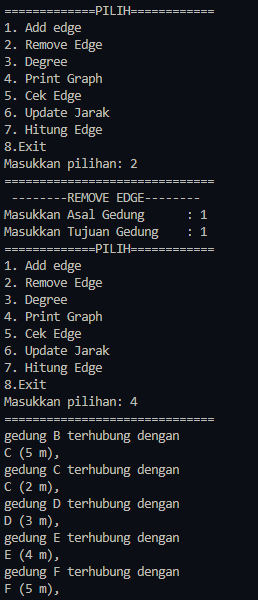 =============PILIH============
1. Add edge
2. Remove Edge
3. Degree
4. Print Graph
5. Cek Edge
6. Update Jarak
7. Hitung Edge
8.Exit
Masukkan pilihan: 2
==============================
 --------REMOVE EDGE--------
Masukkan Asal Gedung      : 1
Masukkan Tujuan Gedung    : 1
=============PILIH============
1. Add edge
2. Remove Edge
3. Degree
4. Print Graph
5. Cek Edge
6. Update Jarak
7. Hitung Edge
8.Exit
Masukkan pilihan: 4
==============================
gedung B terhubung dengan
C (5 m),
gedung C terhubung dengan
C (2 m),
gedung D terhubung dengan
D (3 m),
gedung E terhubung dengan
E (4 m),
gedung F terhubung dengan
F (5 m),